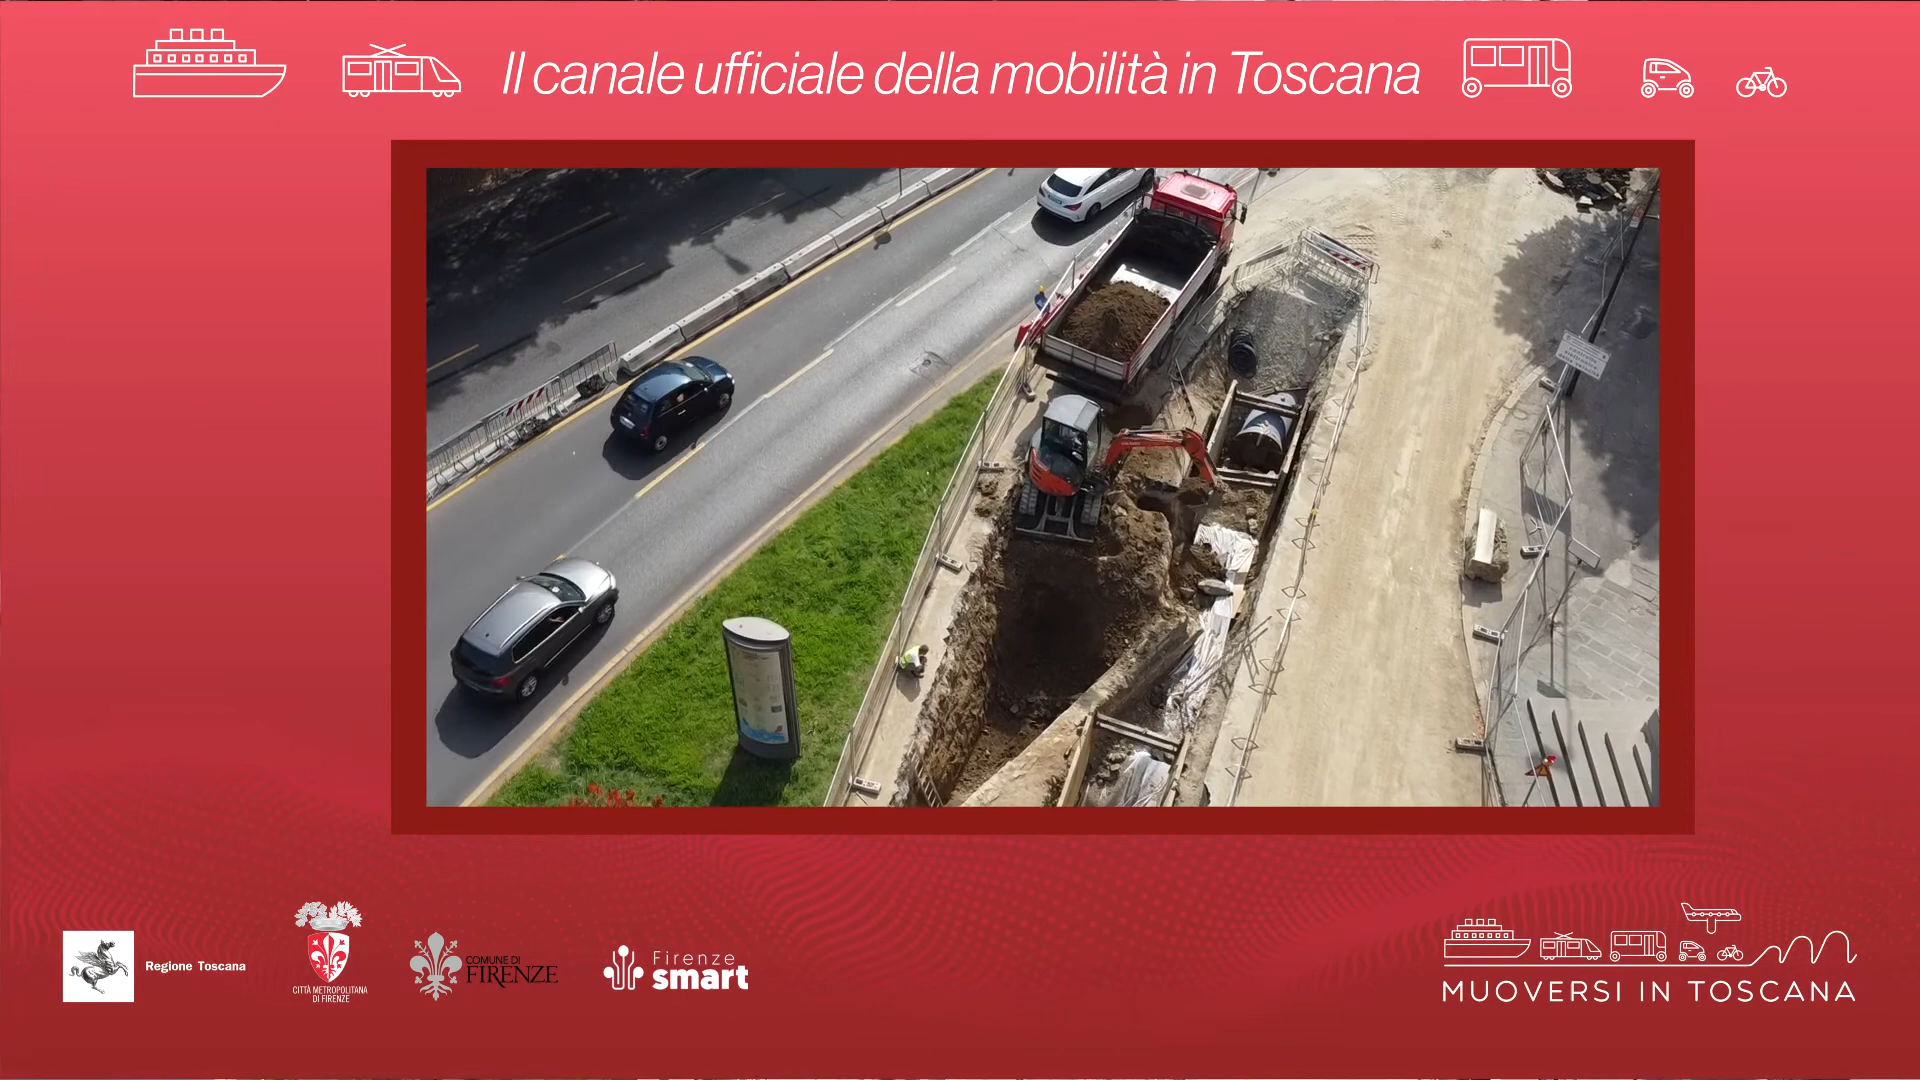 Il canale ufficiale della mobilità in Toscana
Regione Toscana
CITTÀ METROPOLITANA
DI FIRENZE
COMUNE DI
FIRENZE
Firenze
smart
MUOVERSI IN TOSCANA